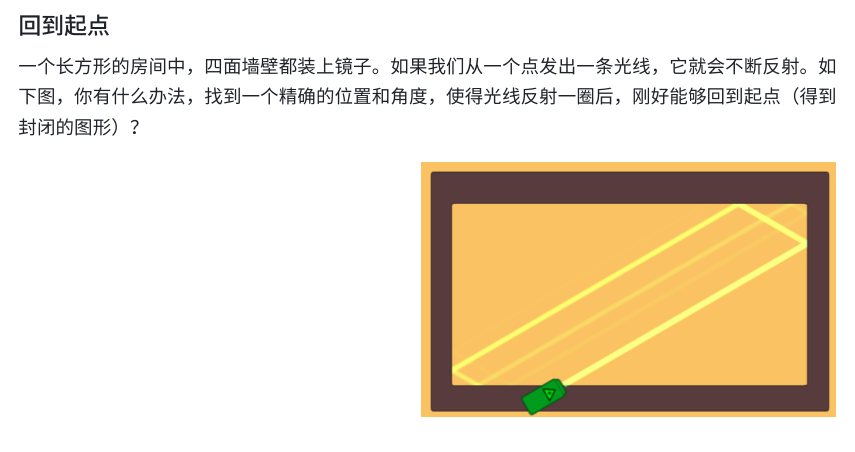 回到起点
一个长方形的房间中，四面墙壁都装上镜子。如果我们从一个点发出一条光线，它就会不断反射。如
下图，你有什么办法，找到一个精确的位置和角度，使得光线反射一圈后，刚好能够回到起点（得到
封闭的图形）？